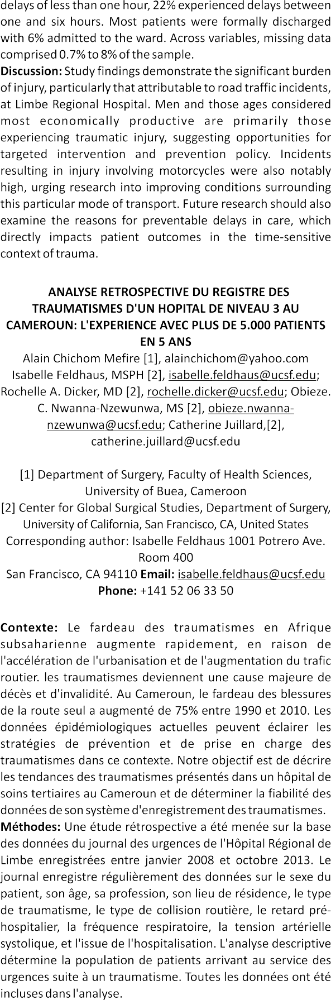 delays of less than one hour, 22% experienced delays between
one and six hours. Most patients were formally discharged
with 6% admitted to the ward. Across variables, missing data
comprised 0.7% to 8% of the sample.
Discussion: Study findings demonstrate the significant burden
of injury, particularly that attributable to road traffic incidents,
at Limbe Regional Hospital. Men and those ages considered
most economically productive are primarily those
experiencing traumatic injury, suggesting opportunities for
targeted intervention and prevention policy. Incidents
resulting in injury involving motorcycles were also notably
high, urging research into improving conditions surrounding
this particular mode of transport. Future research should also
examine the reasons for preventable delays in care, which
directly impacts patient outcomes in the time-sensitive
context of trauma.
ANALYSE RETROSPECTIVE DU REGISTRE DES
TRAUMATISMES D'UN HOPITAL DE NIVEAU 3 AU
CAMEROUN: L'EXPERIENCE AVEC PLUS DE 5.000 PATIENTS
EN 5 ANS
Alain Chichom Mefire [1], alainchichom@yahoo.com
Isabelle Feldhaus, MSPH [2], isabelle.feldhaus@ucsf.edu;
Rochelle A. Dicker, MD [2], rochelle.dicker@ucsf.edu; Obieze.
C. Nwanna-Nzewunwa, MS [2], obieze.nwanna-
nzewunwa@ucsf.edu; Catherine Juillard,[2],
catherine.juillard@ucsf.edu
[1] Department of Surgery, Faculty of Health Sciences,
University of Buea, Cameroon
[2] Center for Global Surgical Studies, Department of Surgery,
University of California, San Francisco, CA, United States
Corresponding author: Isabelle Feldhaus 1001 Potrero Ave.
Room 400
San Francisco, CA 94110 Email: isabelle.feldhaus@ucsf.edu
Phone: +141 52 06 33 50
Contexte: Le fardeau des traumatismes en Afrique
subsaharienne augmente rapidement, en raison de
l'accélération de l'urbanisation et de l'augmentation du trafic
routier. les traumatismes deviennent une cause majeure de
décès et d'invalidité. Au Cameroun, le fardeau des blessures
de la route seul a augmenté de 75% entre 1990 et 2010. Les
données épidémiologiques actuelles peuvent éclairer les
stratégies de prévention et de prise en charge des
traumatismes dans ce contexte. Notre objectif est de décrire
les tendances des traumatismes présentés dans un hôpital de
soins tertiaires au Cameroun et de déterminer la fiabilité des
données de son système d'enregistrement des traumatismes.
Méthodes: Une étude rétrospective a été menée sur la base
des données du journal des urgences de l'Hôpital Régional de
Limbe enregistrées entre janvier 2008 et octobre 2013. Le
journal enregistre régulièrement des données sur le sexe du
patient, son âge, sa profession, son lieu de résidence, le type
de traumatisme, le type de collision routière, le retard pré-
hospitalier, la fréquence respiratoire, la tension artérielle
systolique, et l'issue de l'hospitalisation. L'analyse descriptive
détermine la population de patients arrivant au service des
urgences suite à un traumatisme. Toutes les données ont été
incluses dans l'analyse.